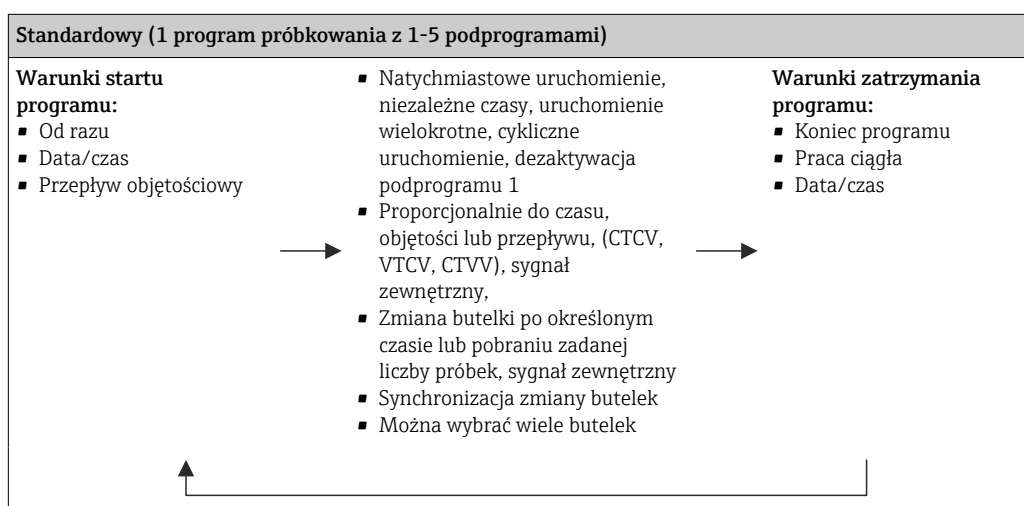 Standardowy (1 program próbkowania z 1-5 podprogramami)
Warunki startu
programu:
▪ Od razu
▪ Data/czas
▪ Przepływ objętościowy
▪ Natychmiastowe uruchomienie,
niezależne czasy, uruchomienie
wielokrotne, cykliczne
uruchomienie, dezaktywacja
podprogramu 1
▪ Proporcjonalnie do czasu,
objętości lub przepływu, (CTCV,
VTCV, CTVV), sygnał
zewnętrzny,
▪ Zmiana butelki po określonym
czasie lub pobraniu zadanej
liczby próbek, sygnał zewnętrzny
▪ Synchronizacja zmiany butelek
▪ Można wybrać wiele butelek
Warunki zatrzymania
programu:
▪ Koniec programu
▪ Praca ciągła
▪ Data/czas